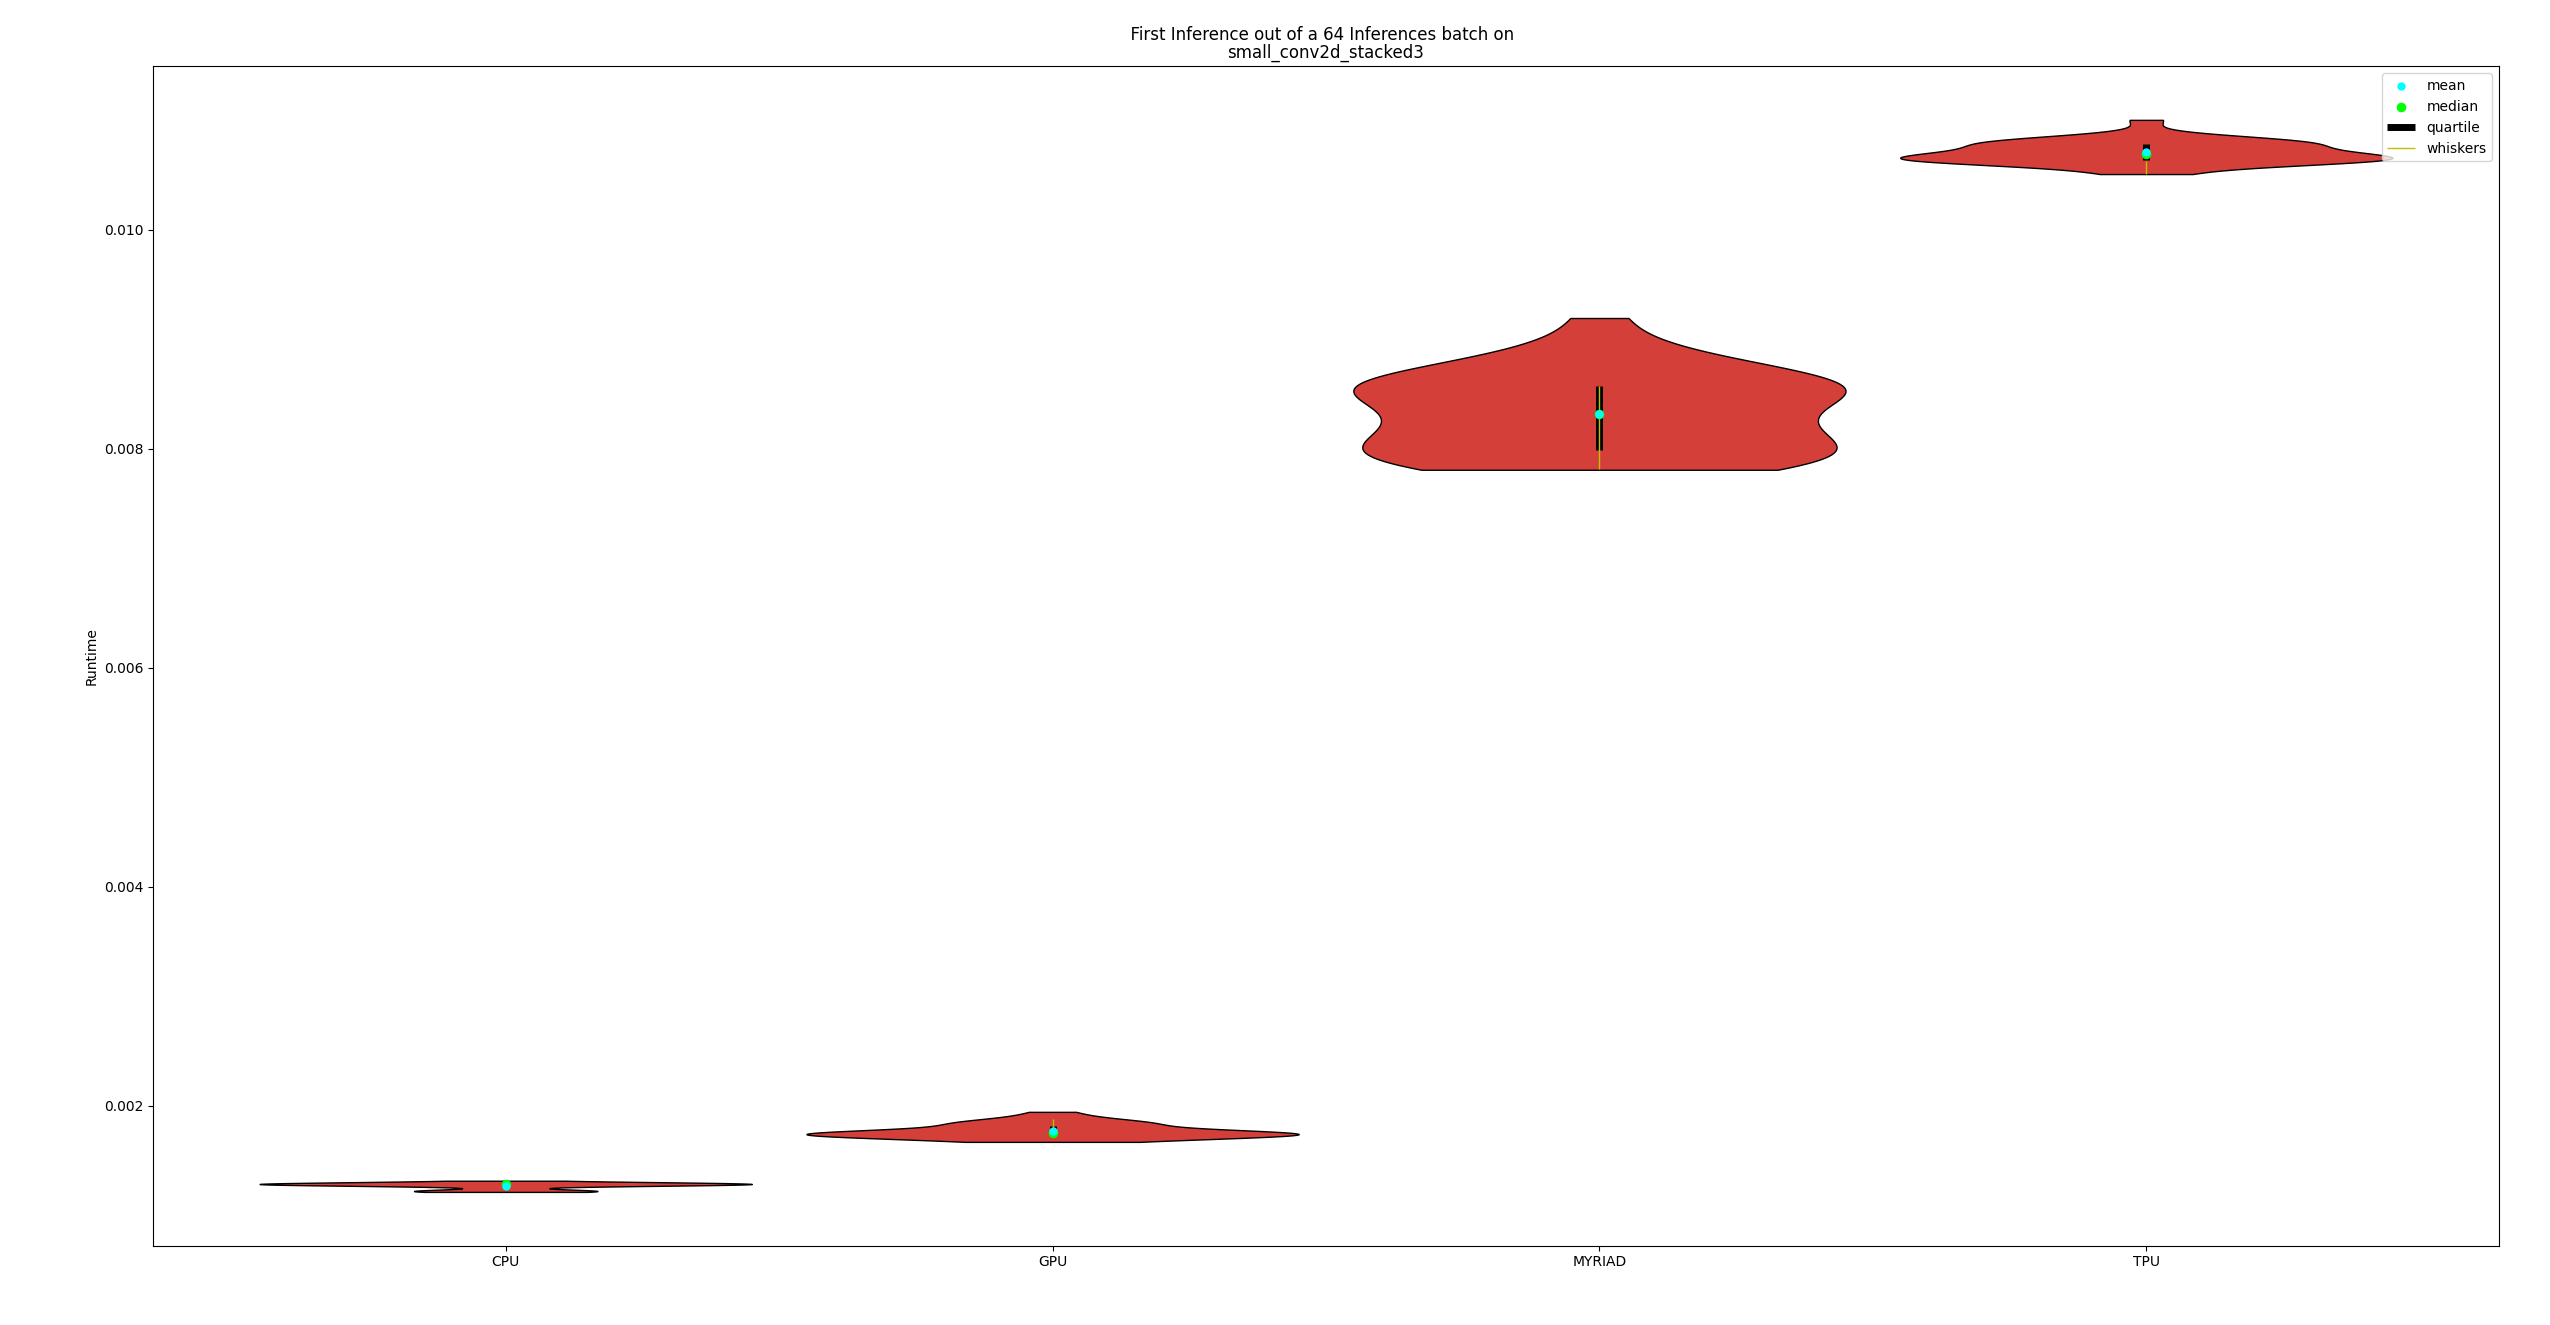 First Inference out of a 64 Inferences batch on
small_conv2d_stacked3
mean
median
quartile
whiskers
0.010
0.008
0.006
0.004
0.002
Runtime
CPU
GPU
MYRIAD
TPU